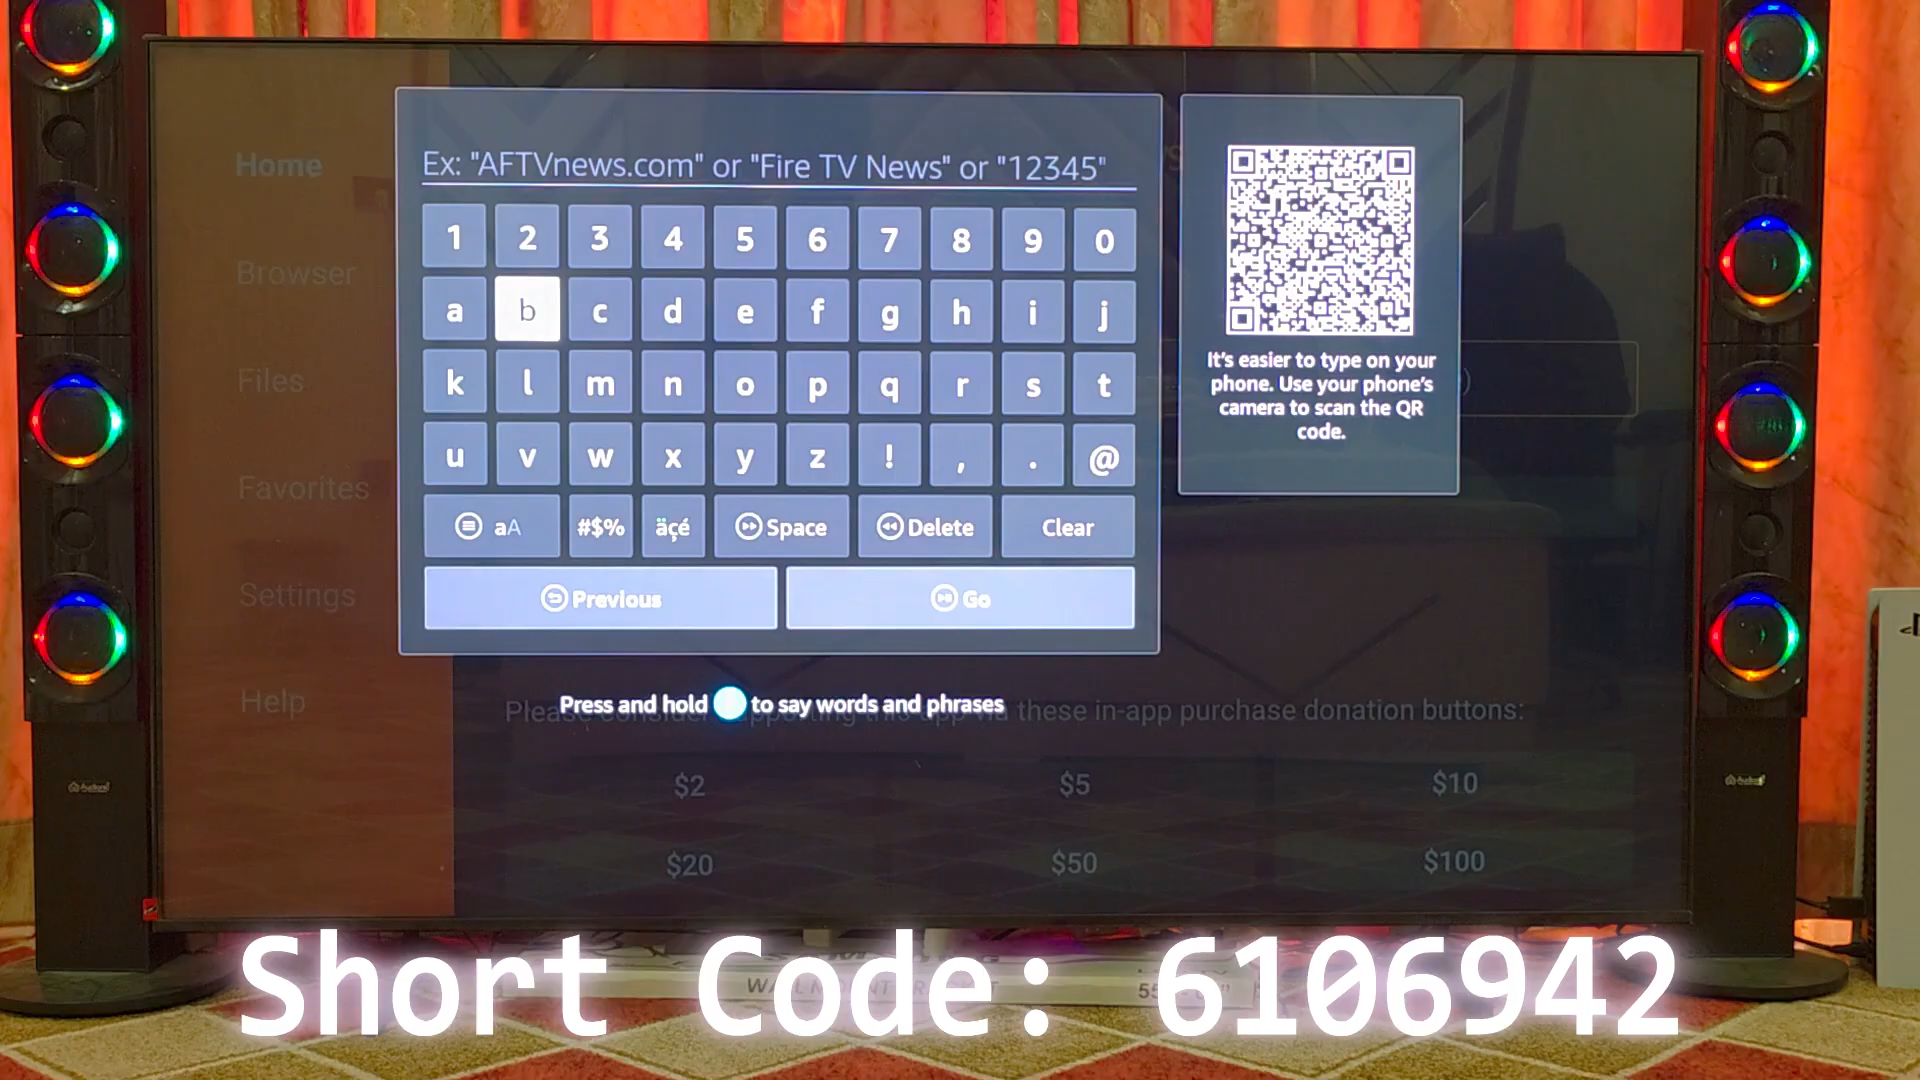 Home
Browser
Files
Favorites
Settings
Help
Ex: "AFTVnews.com" or "Fire TV News" or "12345"
1 2 3 4 5 6 7 8 9 0
a b c d e f g h i j
k l m n o p q r s t
u v w x y z ! , . @
aA #$% äçé Space Delete Clear
Previous Go
It's easier to type on your
phone. Use your phone's
camera to scan the QR
code.
Press and hold to say words and phrases
Please these in-app purchase donation buttons:
$2 $5 $10
$20 $50 $100
Short Code: 6106942